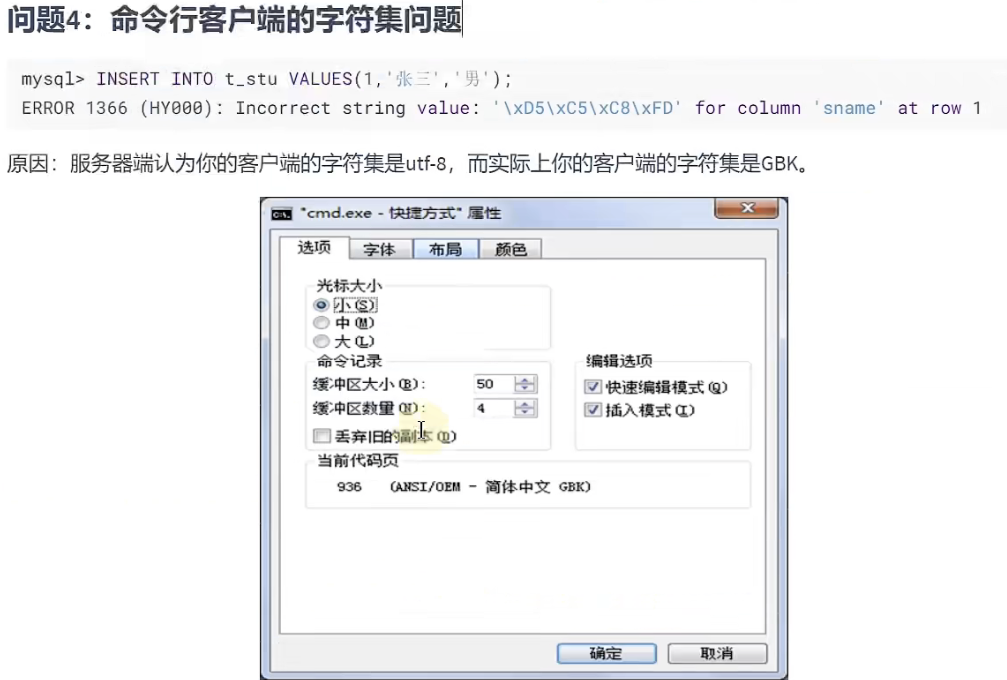 问题4：命令行客户端的字符集问题
mysql> INSERT INTO t_stu VALUES(1,'张三','男');
ERROR 1366 (HY000): Incorrect string value: '\xD5\xC5\xC8\xFD' for column 'sname' at row 1
原因：服务器端认为你的客户端的字符集是utf-8，而实际上你的客户端的字符集是GBK。
"cmd.exe - 快捷方式" 属性
选项 字体 布局 颜色
光标大小
小(S)
中(M)
大(L)
命令记录
缓冲区大小(B): 50
缓冲区数量(N): 4
丢弃旧的副本(D)
编辑选项
快速编辑模式(Q)
插入模式(I)
当前代码页
936 (ANSI/OEM - 简体中文 GBK)
确定 取消